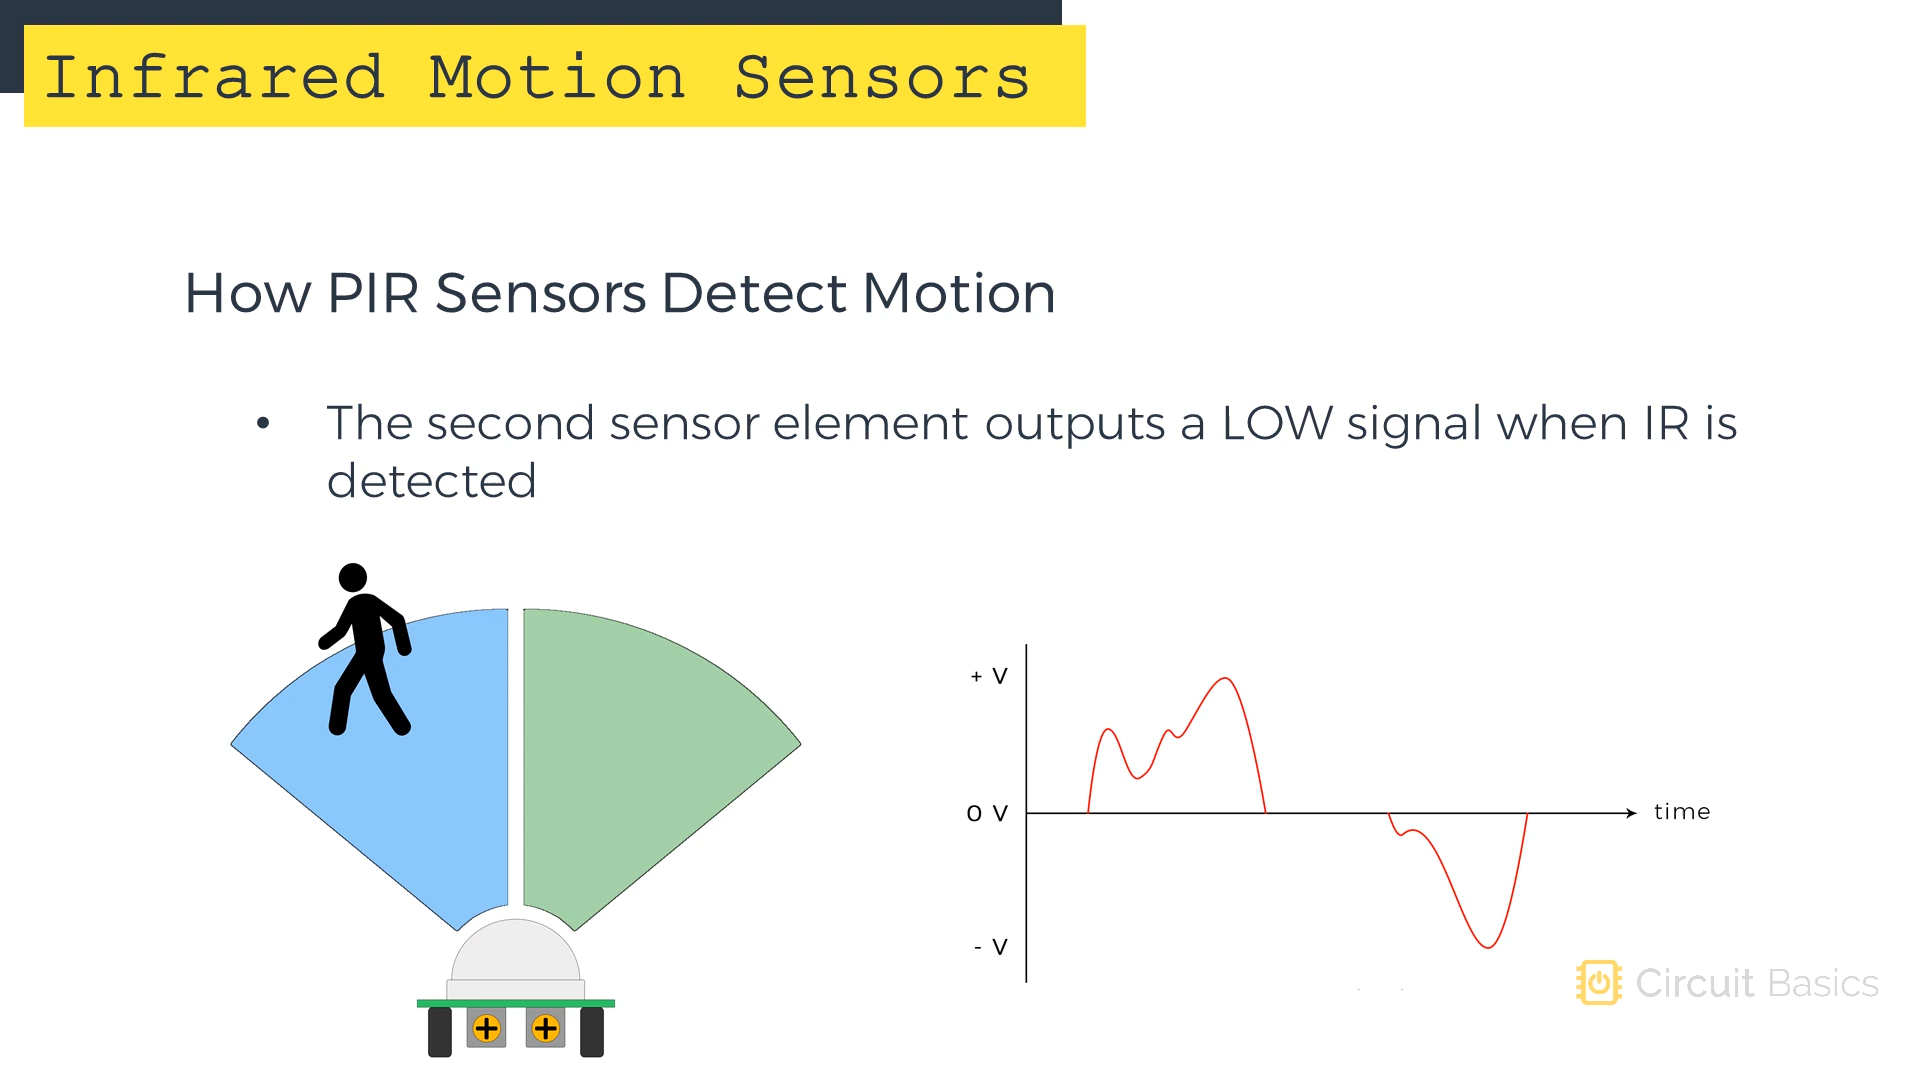 Infrared Motion Sensors
How PIR Sensors Detect Motion
• The second sensor element outputs a LOW signal when IR is
detected
+ V
0 V
time
- V
Circuit Basics